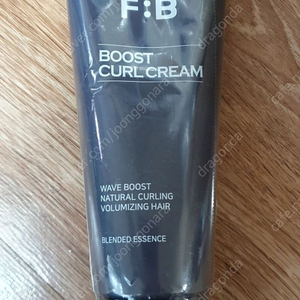 F:B
BOOST
CURL CREAM
WAVE BOOST
NATURAL CURLING
VOLUMIZING HAIR
BLENDED ESSENCE